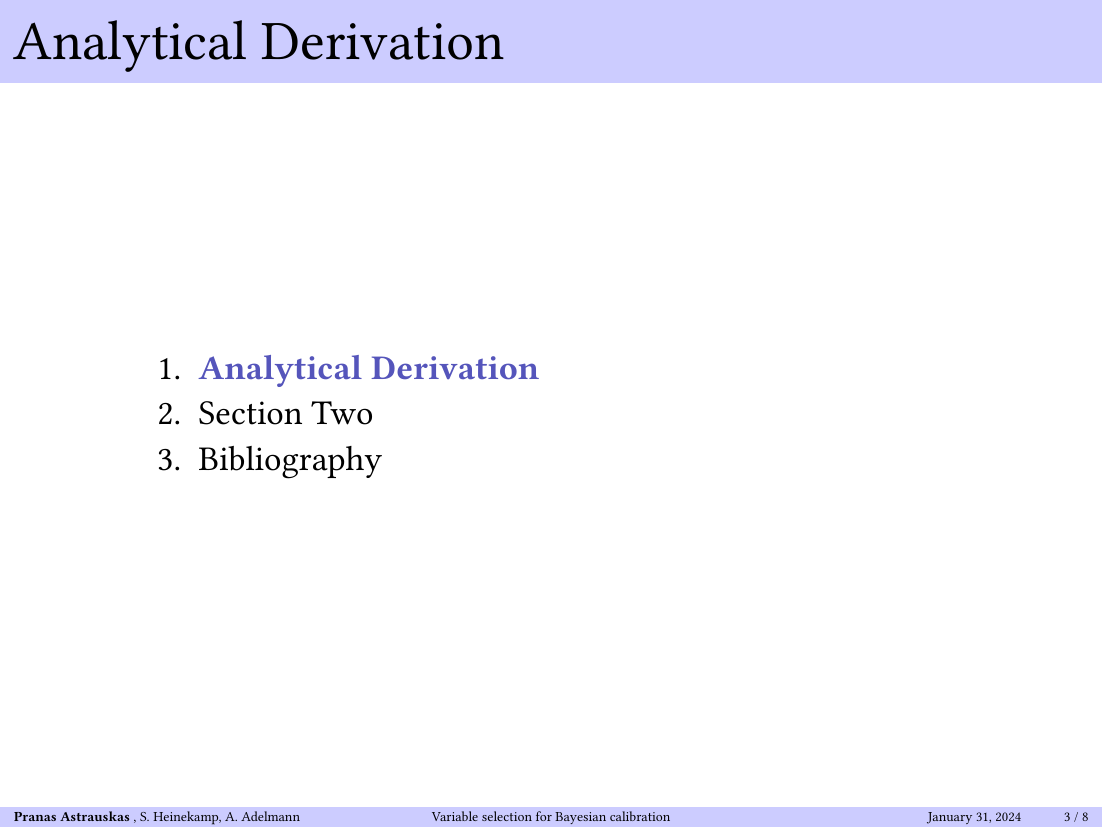 Analytical Derivation
1. Analytical Derivation
2. Section Two
3. Bibliography
Pranas Astrauskas , S. Heinekamp, A. Adelmann Variable selection for Bayesian calibration January 31, 2024 3 / 8